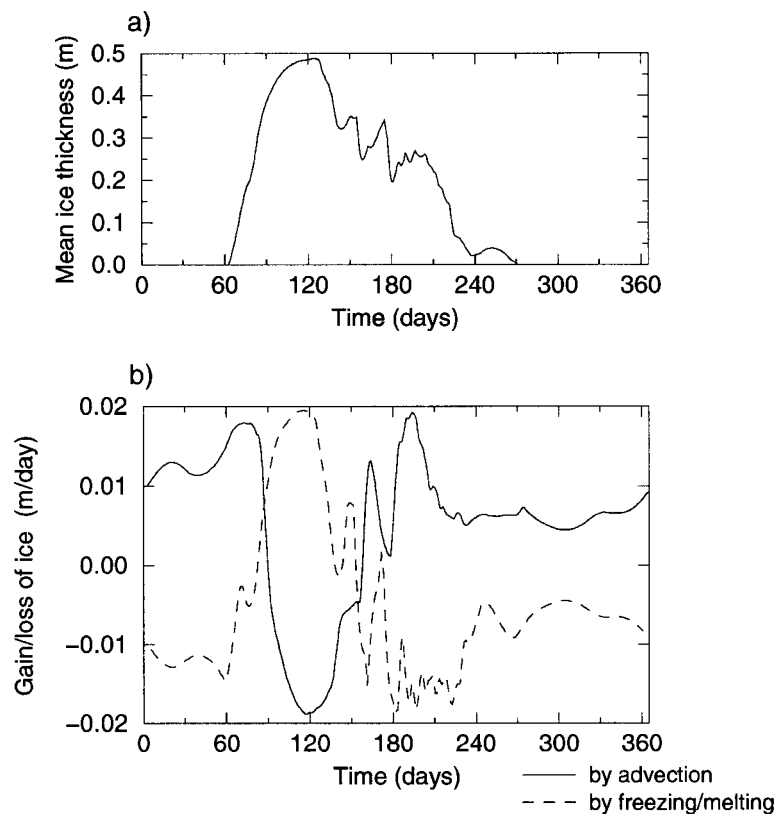 a)
Mean ice thickness (m)
0.5
0.4
0.3
0.2
0.1
0.0
0 60 120 180 240 300 360
Time (days)
b)
Gain/loss of ice (m/day)
0.02
0.01
0.00
−0.01
−0.02
0 60 120 180 240 300 360
Time (days)
by advection
by freezing/melting